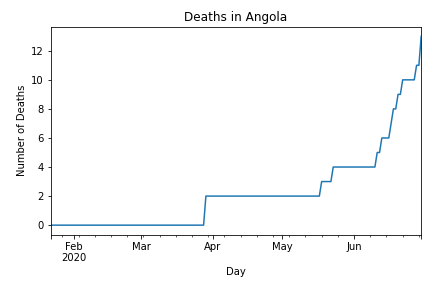 Deaths in Angola
Number of Deaths
12
10
8
6
4
2
0
Feb
2020
Mar
Apr
May
Jun
Day